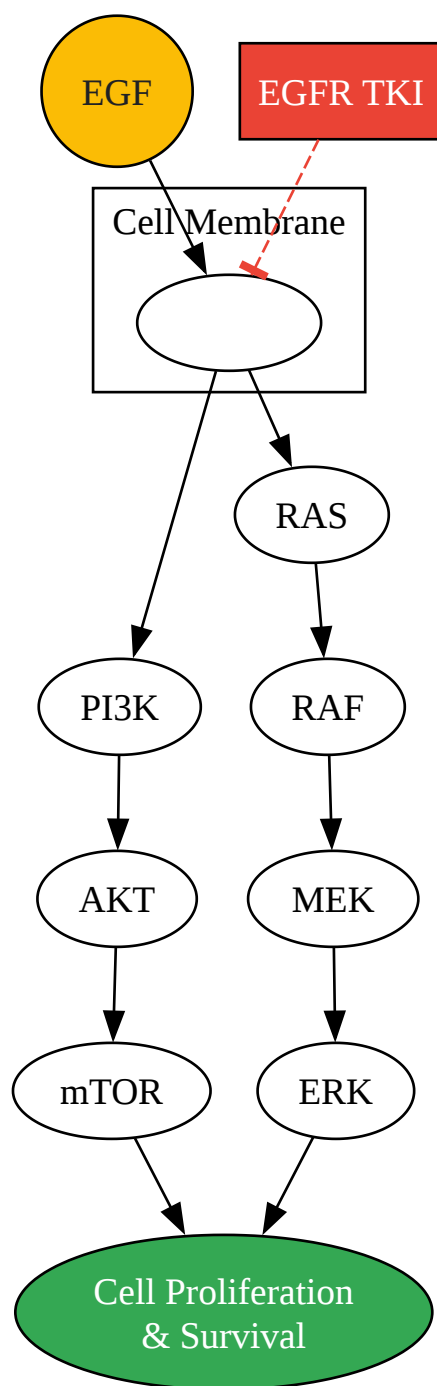 EGF
EGFR TKI
Cell Membrane
RAS
PI3K
RAF
AKT
MEK
mTOR
ERK
Cell Proliferation
& Survival